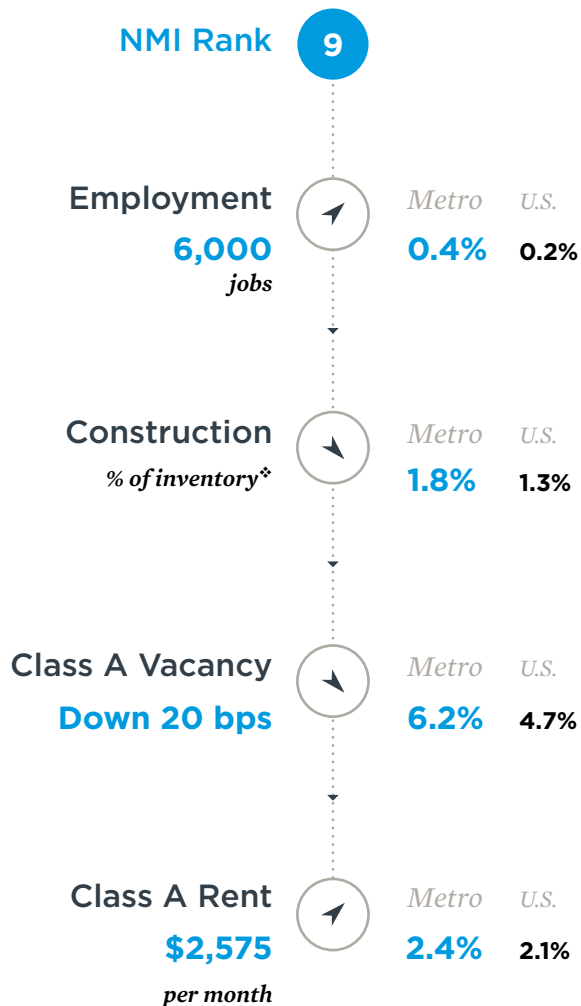 NMI Rank 9
Employment Metro U.S.
6,000 0.4% 0.2%
jobs
Construction Metro U.S.
% of inventory❖ 1.8% 1.3%
Class A Vacancy Metro U.S.
Down 20 bps 6.2% 4.7%
Class A Rent Metro U.S.
$2,575 2.4% 2.1%
per month